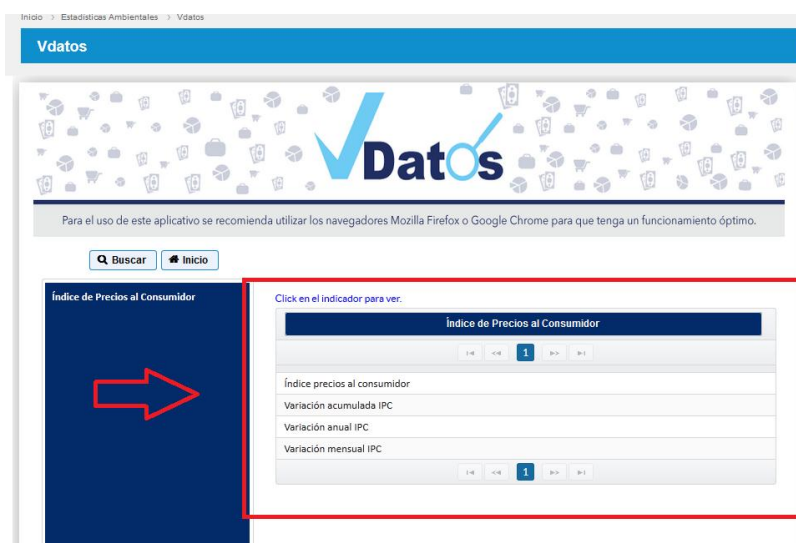 Inicio > Estadísticas Ambientales > Vdatos
Vdatos
VDatos
Para el uso de este aplicativo se recomienda utilizar los navegadores Mozilla Firefox o Google Chrome para que tenga un funcionamiento óptimo.
Buscar Inicio
Índice de Precios al Consumidor
Click en el indicador para ver.
Índice de Precios al Consumidor
1
Índice precios al consumidor
Variación acumulada IPC
Variación anual IPC
Variación mensual IPC
1